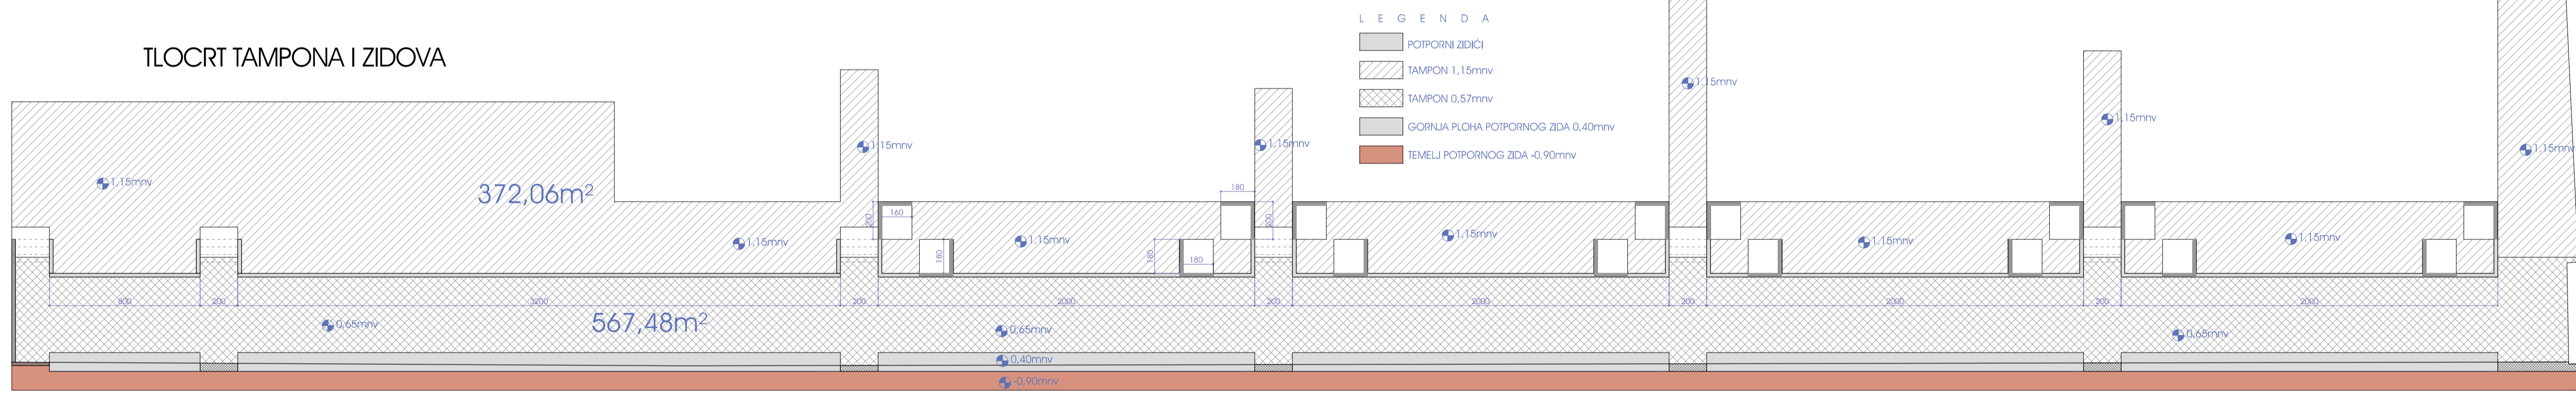 TLOCRT TAMPONA I ZIDOVA
L E G E N D A
POTPORNI ZIDIĆI
TAMPON 1,15mnv
TAMPON 0,57mnv
GORNJA PLOHA POTPORNOG ZIDA 0,40mnv
TEMELJ POTPORNOG ZIDA -0,90mnv
1,15mnv
1,15mnv
1,15mnv
1,15mnv
1,15mnv
1,15mnv
372,06m²
180
160
200
200
1,15mnv
1,15mnv
1,15mnv
1,15mnv
1,15mnv
180
180
180
800
200
3200
200
2000
200
2000
200
2000
200
2000
567,48m²
0,65mnv
0,65mnv
0,65mnv
0,40mnv
-0,90mnv